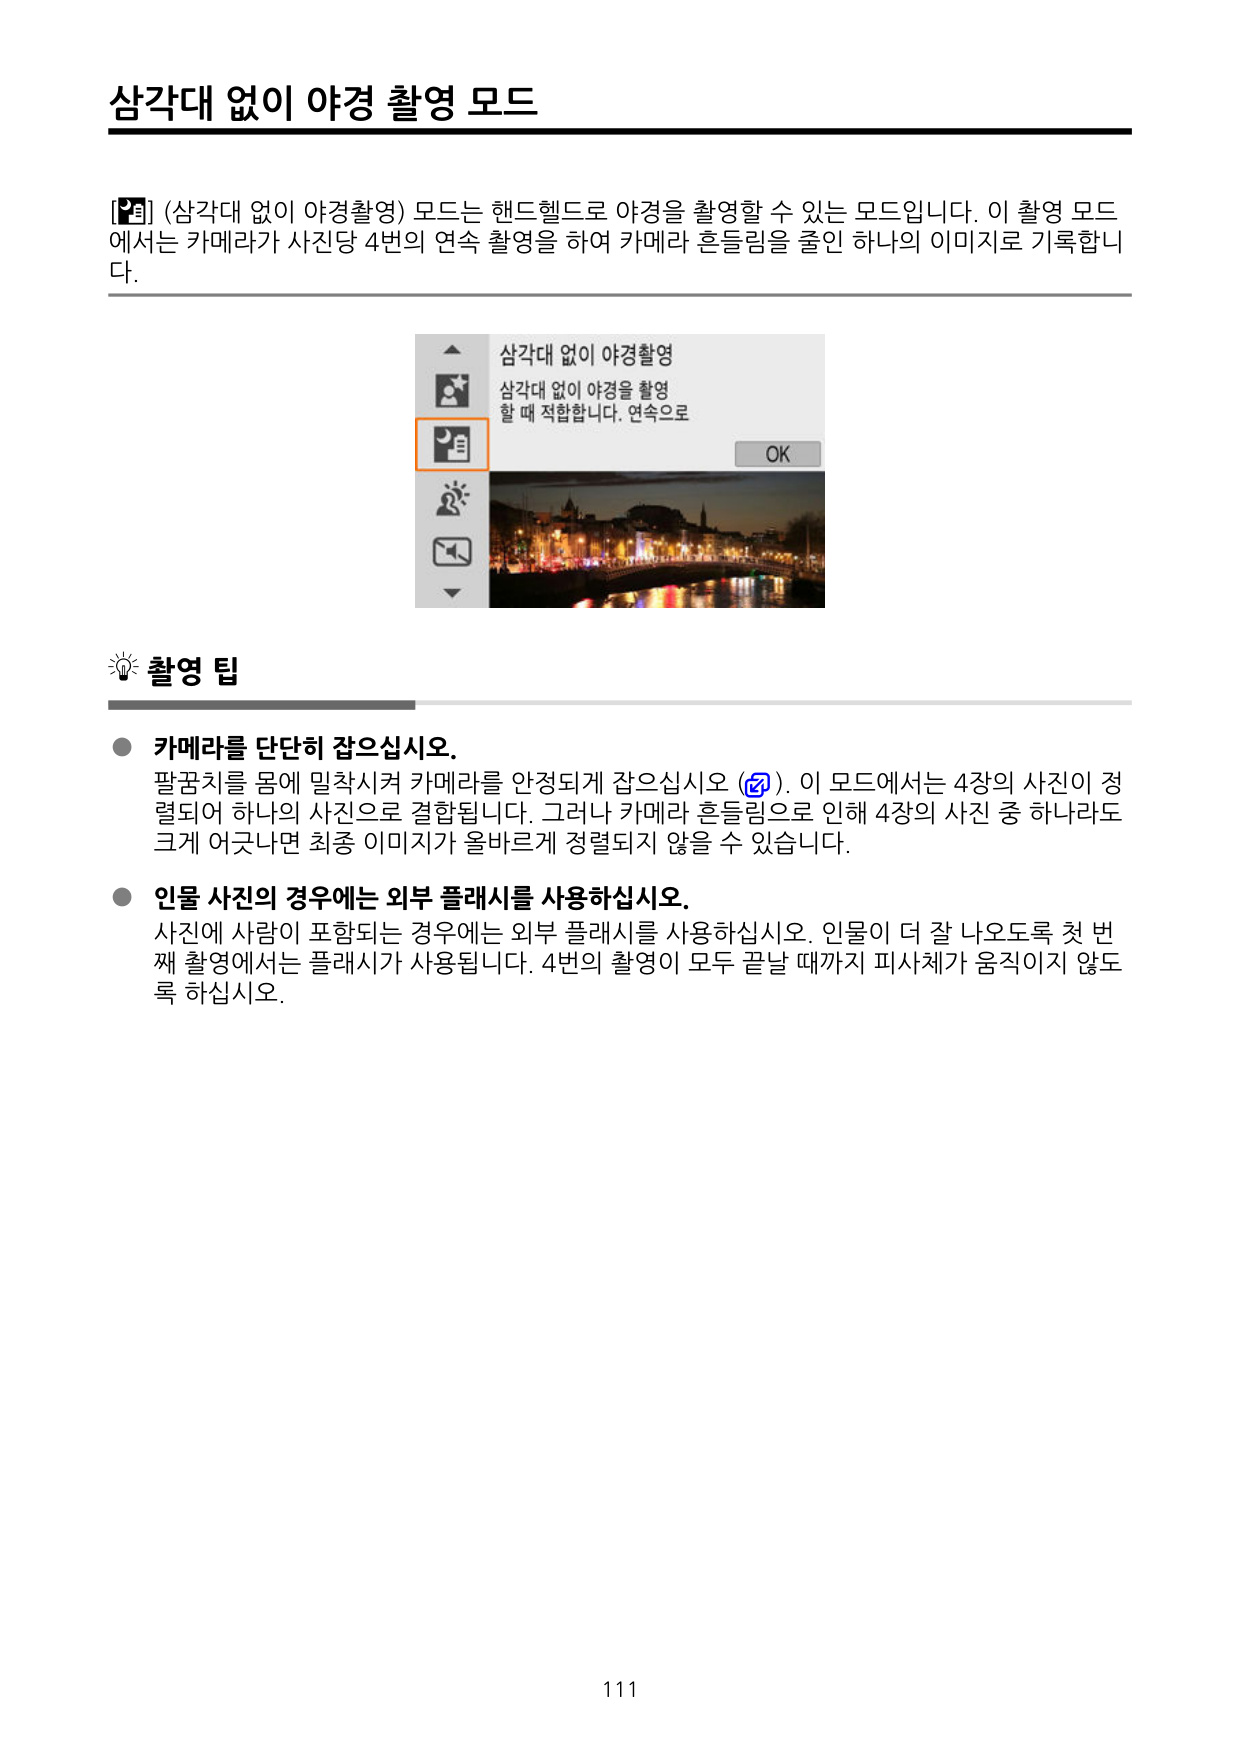 삼각대 없이 야경 촬영 모드
[] (삼각대 없이 야경촬영) 모드는 핸드헬드로 야경을 촬영할 수 있는 모드입니다. 이 촬영 모드
에서는 카메라가 사진당 4번의 연속 촬영을 하여 카메라 흔들림을 줄인 하나의 이미지로 기록합니
다.
삼각대 없이 야경촬영
삼각대 없이 야경을 촬영
할 때 적합합니다. 연속으로
OK
촬영 팁
● 카메라를 단단히 잡으십시오.
팔꿈치를 몸에 밀착시켜 카메라를 안정되게 잡으십시오 (). 이 모드에서는 4장의 사진이 정
렬되어 하나의 사진으로 결합됩니다. 그러나 카메라 흔들림으로 인해 4장의 사진 중 하나라도
크게 어긋나면 최종 이미지가 올바르게 정렬되지 않을 수 있습니다.
● 인물 사진의 경우에는 외부 플래시를 사용하십시오.
사진에 사람이 포함되는 경우에는 외부 플래시를 사용하십시오. 인물이 더 잘 나오도록 첫 번
째 촬영에서는 플래시가 사용됩니다. 4번의 촬영이 모두 끝날 때까지 피사체가 움직이지 않도
록 하십시오.
111